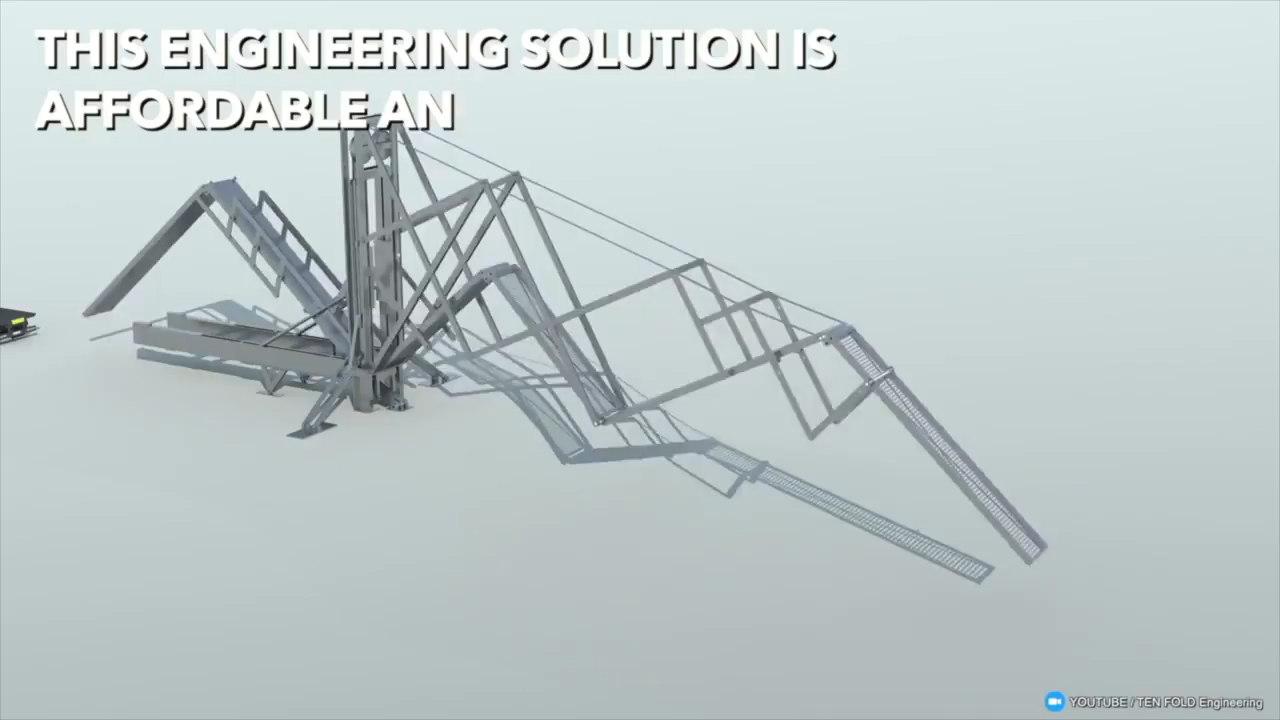 THIS ENGINEERING SOLUTION IS
AFFORDABLE AN
YOUTUBE / TEN FOLD Engineering